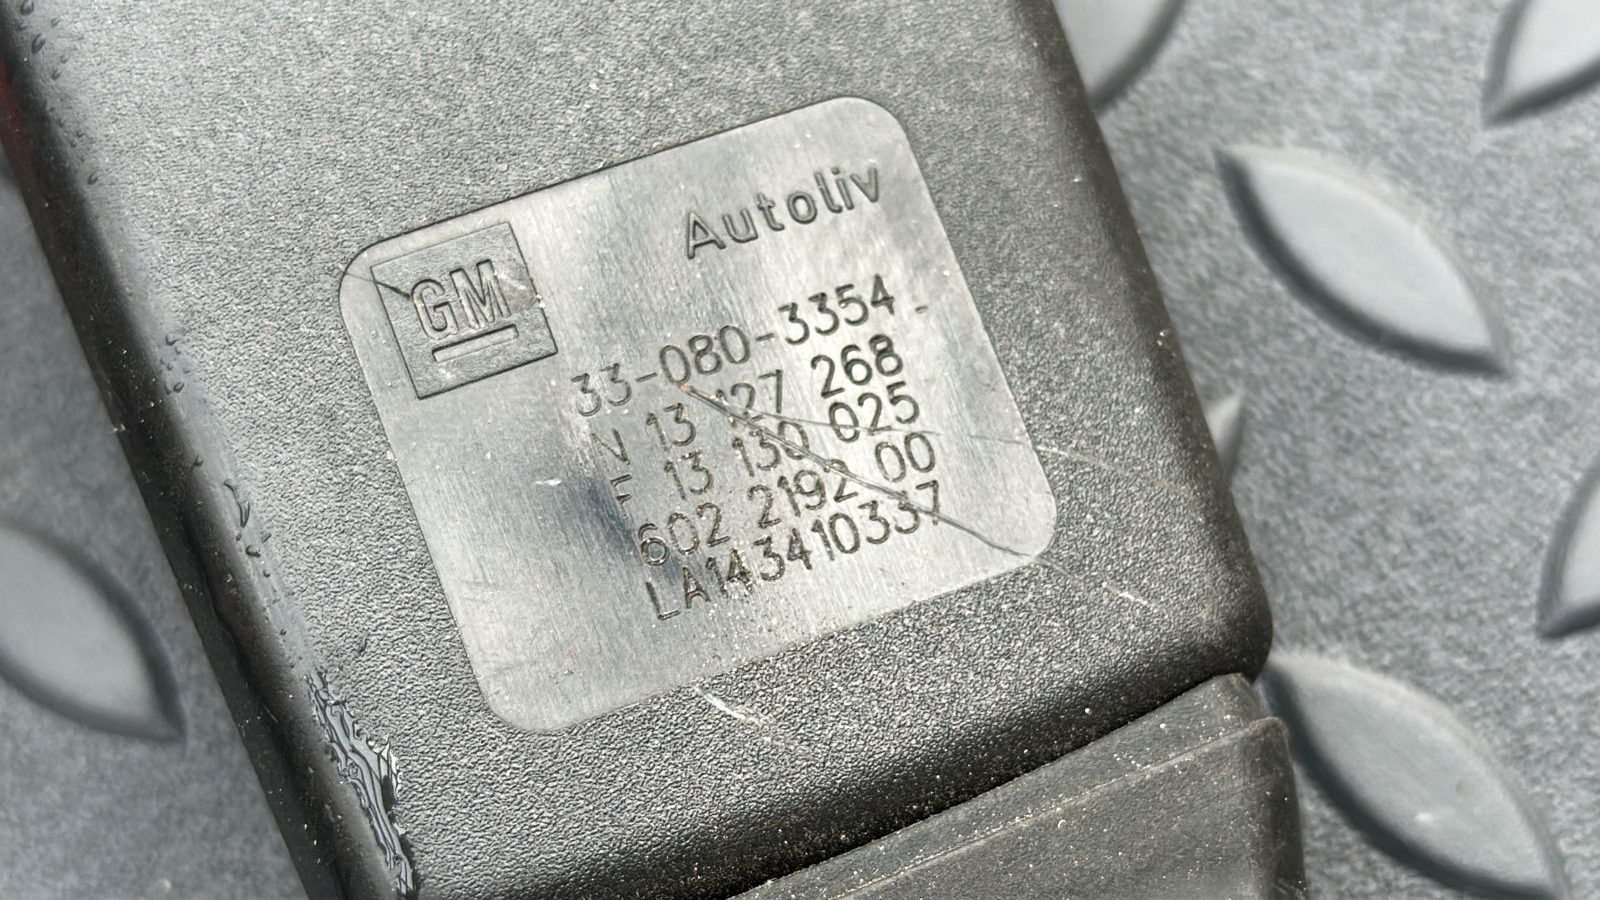 Autoliv
GM
33-080-3354
N 13 127 268
F 13 130 025
602 2192 00
LA143410337